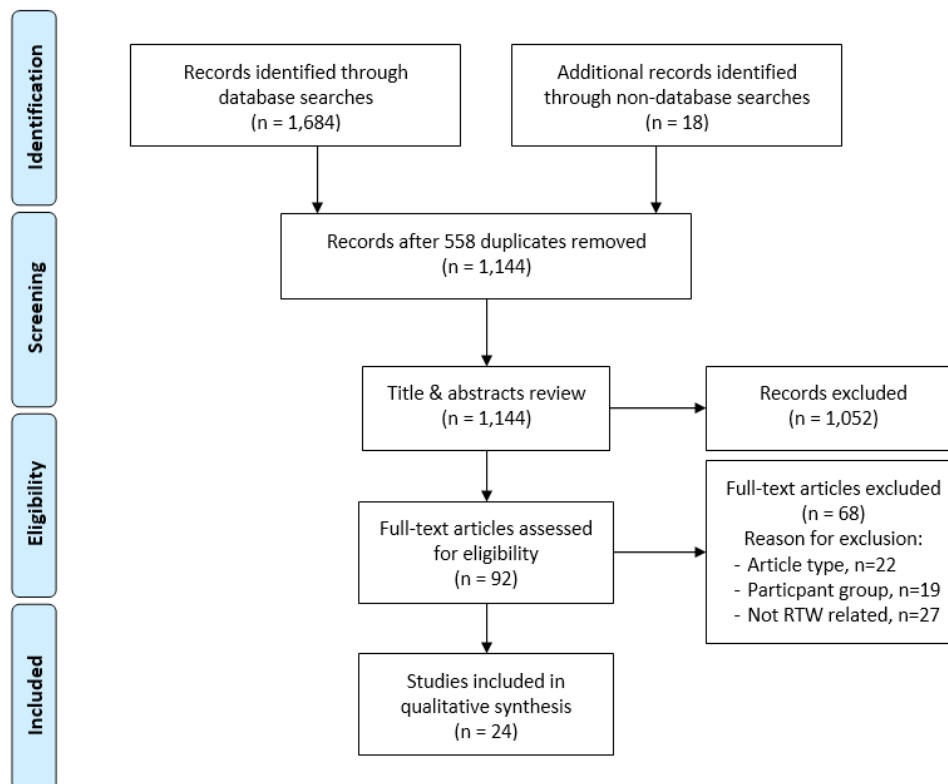 Identification
Records identified through
database searches
(n = 1,684)
Additional records identified
through non-database searches
(n = 18)
Screening
Records after 558 duplicates removed
(n = 1,144)
Title & abstracts review
(n = 1,144)
Records excluded
(n = 1,052)
Eligibility
Full-text articles assessed
for eligibility
(n = 92)
Full-text articles excluded
(n = 68)
Reason for exclusion:
- Article type, n=22
- Particpant group, n=19
- Not RTW related, n=27
Included
Studies included in
qualitative synthesis
(n = 24)